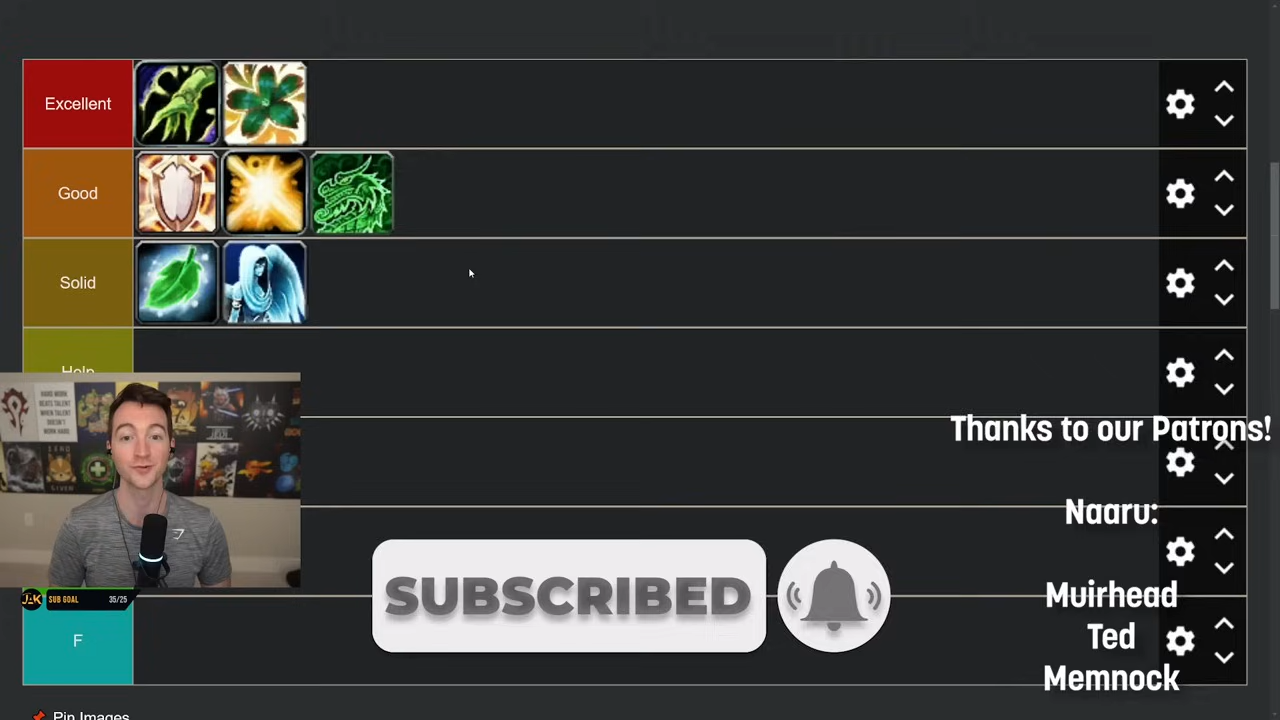 Excellent
Good
Solid
Help
Thanks to our Patrons!
Naaru:
Muirhead
Ted
Memnock
SUBSCRIBED
JAK SUB GOAL 35/25
F
Pin Images